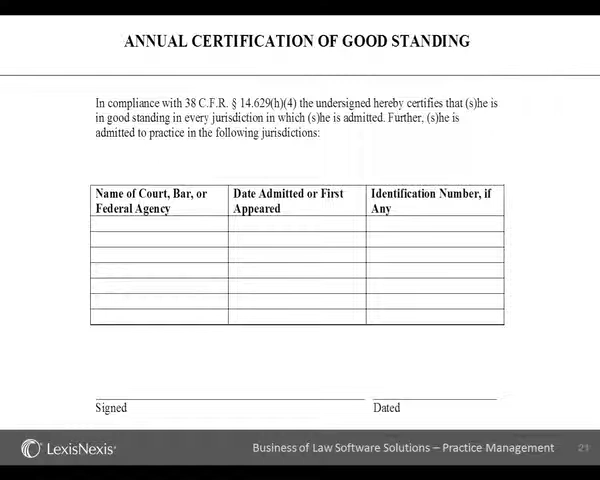 ANNUAL CERTIFICATION OF GOOD STANDING
In compliance with 38 C.F.R. § 14.629(h)(4) the undersigned hereby certifies that (s)he is
in good standing in every jurisdiction in which (s)he is admitted. Further, (s)he is
admitted to practice in the following jurisdictions:
Name of Court, Bar, or
Federal Agency
Date Admitted or First
Appeared
Identification Number, if
Any
Signed
Dated
LexisNexis
Business of Law Software Solutions – Practice Management
21